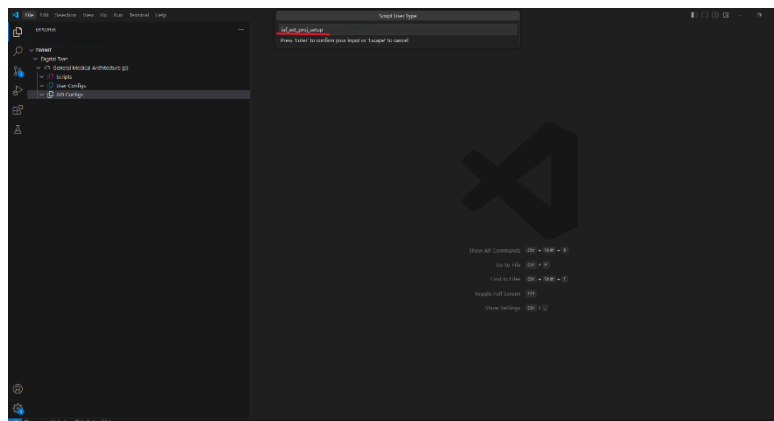 File Edit Selection View Go Run Terminal Help
Script User Type
EXPLORER
iaf_ext_proj_setup
Press 'Enter' to confirm your input or 'Escape' to cancel
TWINIT
Digital Twin
General Medical Architecture (p)
Scripts
User Configs
API Configs
Show All Commands Ctrl + Shift + P
Go to File Ctrl + P
Find in Files Ctrl + Shift + F
Toggle Full Screen F11
Show Settings Ctrl + ,